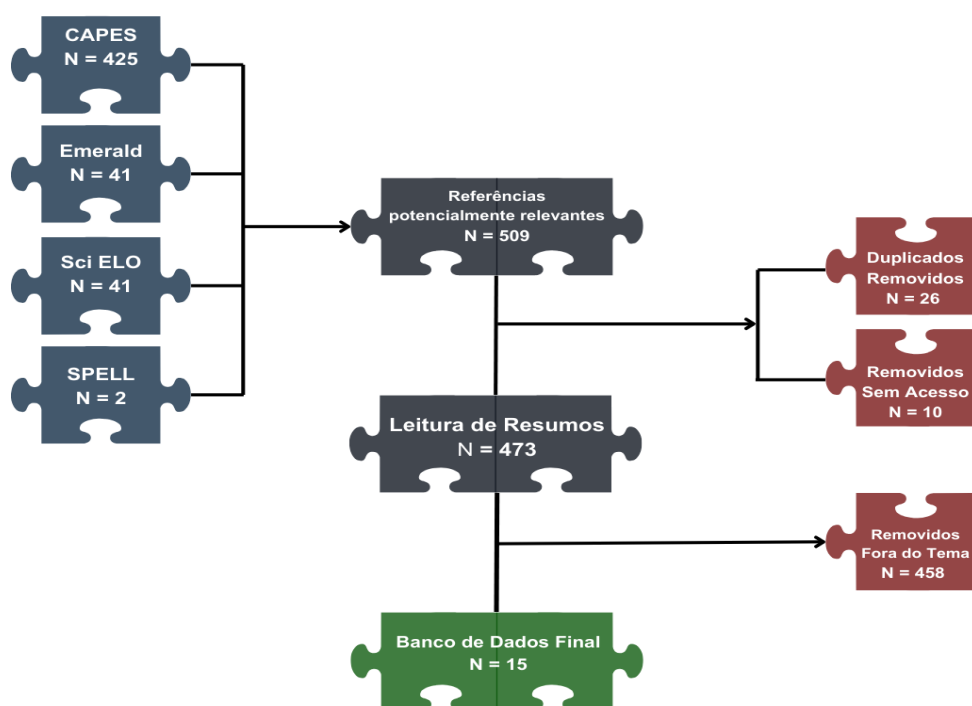 CAPES
N = 425
Emerald
N = 41
Sci ELO
N = 41
SPELL
N = 2
Referências
potencialmente relevantes
N = 509
Duplicados
Removidos
N = 26
Removidos
Sem Acesso
N = 10
Leitura de Resumos
N = 473
Removidos
Fora do Tema
N = 458
Banco de Dados Final
N = 15